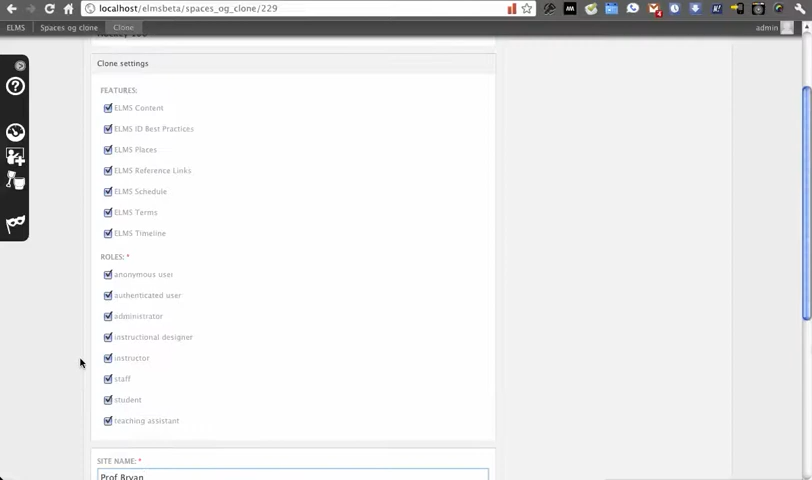 localhost/elmsbeta/spaces_og_clone/229
ELMS Spaces og clone Clone admin
Clone settings
FEATURES:
ELMS Content
ELMS ID Best Practices
ELMS Places
ELMS Reference Links
ELMS Schedule
ELMS Terms
ELMS Timeline
ROLES: *
anonymous user
authenticated user
administrator
instructional designer
instructor
staff
student
teaching assistant
SITE NAME: *
Prof Bryan